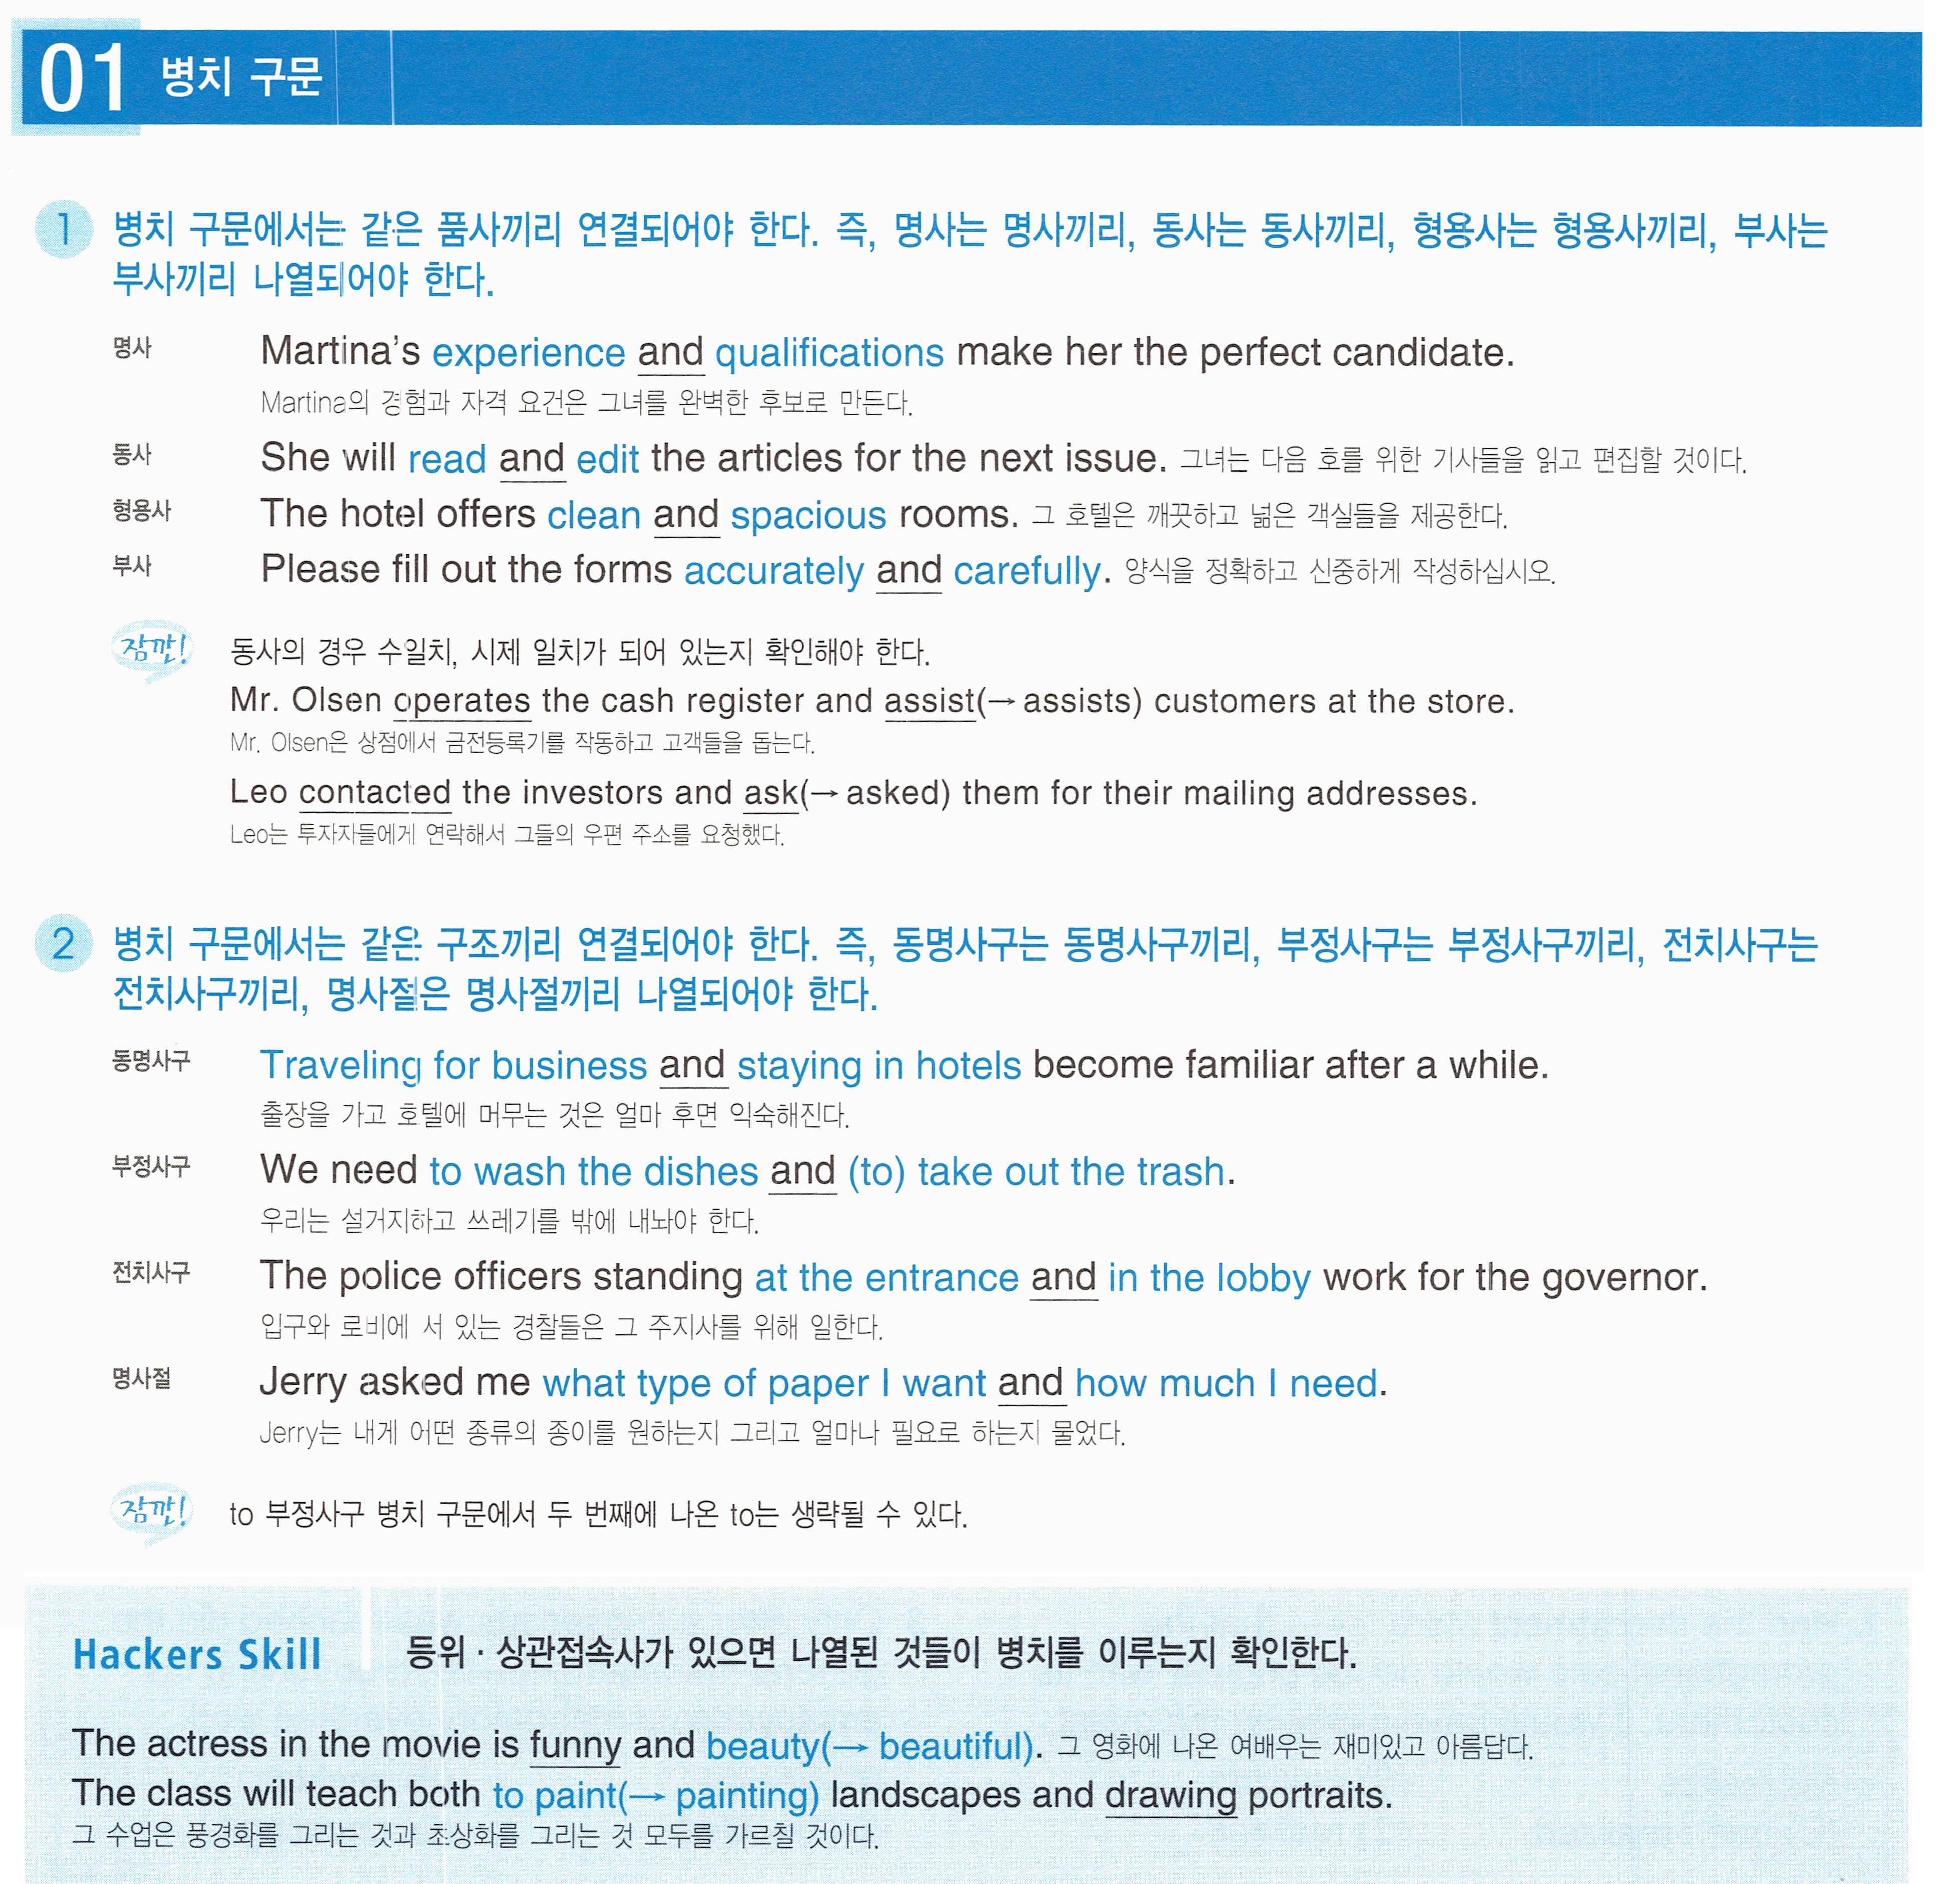 01 병치 구문
1 병치 구문에서는 같은 품사끼리 연결되어야 한다. 즉, 명사는 명사끼리, 동사는 동사끼리, 형용사는 형용사끼리, 부사는
부사끼리 나열되어야 한다.
명사 Martina's experience and qualifications make her the perfect candidate.
Martina의 경험과 자격 요건은 그녀를 완벽한 후보로 만든다.
동사 She will read and edit the articles for the next issue. 그녀는 다음 호를 위한 기사들을 읽고 편집할 것이다.
형용사 The hotel offers clean and spacious rooms. 그 호텔은 깨끗하고 넓은 객실들을 제공한다.
부사 Please fill out the forms accurately and carefully. 양식을 정확하고 신중하게 작성하십시오.
잠깐! 동사의 경우 수일치, 시제 일치가 되어 있는지 확인해야 한다.
Mr. Olsen operates the cash register and assist(→ assists) customers at the store.
Mr. Olsen은 상점에서 금전등록기를 작동하고 고객들을 돕는다.
Leo contacted the investors and ask(→ asked) them for their mailing addresses.
Leo는 투자자들에게 연락해서 그들의 우편 주소를 요청했다.
2 병치 구문에서는 같은 구조끼리 연결되어야 한다. 즉, 동명사구는 동명사구끼리, 부정사구는 부정사구끼리, 전치사구는
전치사구끼리, 명사절은 명사절끼리 나열되어야 한다.
동명사구 Traveling for business and staying in hotels become familiar after a while.
출장을 가고 호텔에 머무는 것은 얼마 후면 익숙해진다.
부정사구 We need to wash the dishes and (to) take out the trash.
우리는 설거지하고 쓰레기를 밖에 내놔야 한다.
전치사구 The police officers standing at the entrance and in the lobby work for the governor.
입구와 로비에 서 있는 경찰들은 그 주지사를 위해 일한다.
명사절 Jerry asked me what type of paper I want and how much I need.
Jerry는 내게 어떤 종류의 종이를 원하는지 그리고 얼마나 필요로 하는지 물었다.
잠깐! to 부정사구 병치 구문에서 두 번째에 나온 to는 생략될 수 있다.
Hackers Skill 등위·상관접속사가 있으면 나열된 것들이 병치를 이루는지 확인한다.
The actress in the movie is funny and beauty(→ beautiful). 그 영화에 나온 여배우는 재미있고 아름답다.
The class will teach both to paint(→ painting) landscapes and drawing portraits.
그 수업은 풍경화를 그리는 것과 초상화를 그리는 것 모두를 가르칠 것이다.